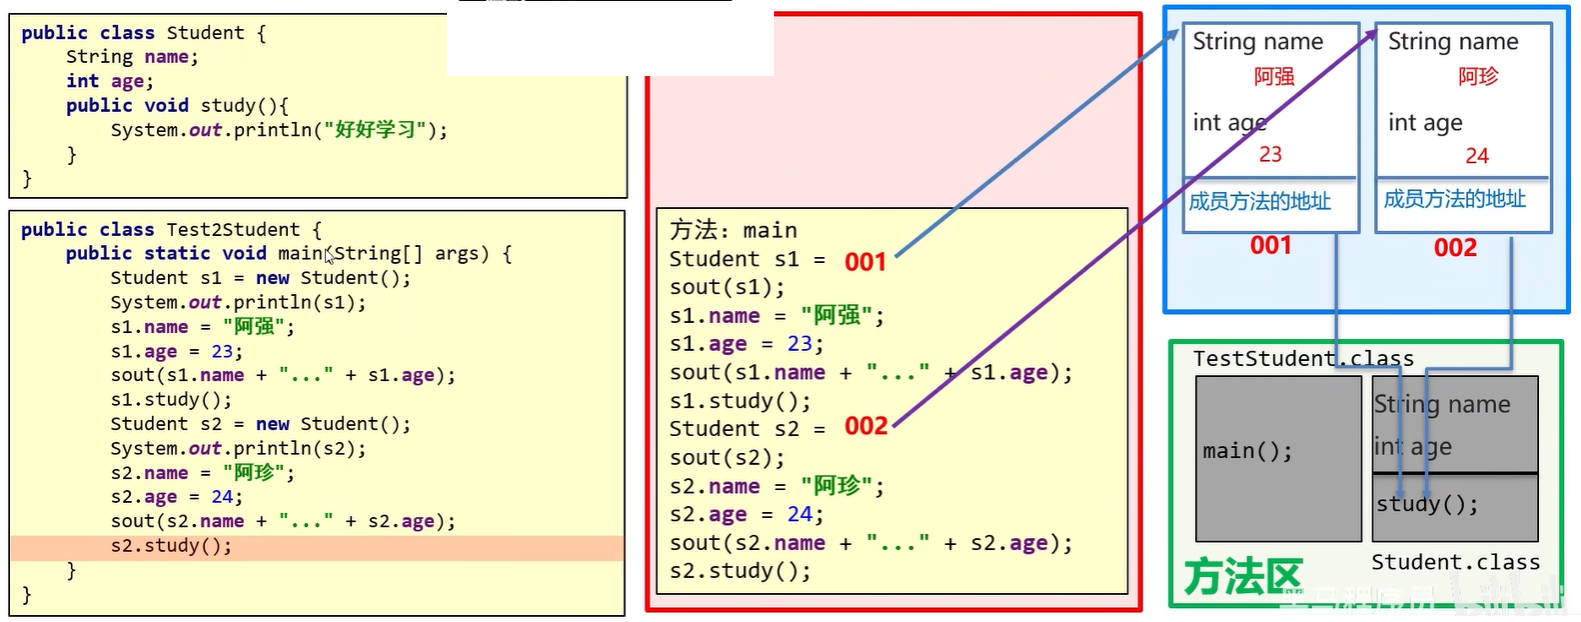 public class Student {
String name;
int age;
public void study(){
System.out.println("好好学习");
}
}
public class Test2Student {
public static void main(String[] args) {
Student s1 = new Student();
System.out.println(s1);
s1.name = "阿强";
s1.age = 23;
sout(s1.name + "..." + s1.age);
s1.study();
Student s2 = new Student();
System.out.println(s2);
s2.name = "阿珍";
s2.age = 24;
sout(s2.name + "..." + s2.age);
s2.study();
}
}
方法：main
Student s1 = 001
sout(s1);
s1.name = "阿强";
s1.age = 23;
sout(s1.name + "..." + s1.age);
s1.study();
Student s2 = 002
sout(s2);
s2.name = "阿珍";
s2.age = 24;
sout(s2.name + "..." + s2.age);
s2.study();
String name
阿强
int age
23
成员方法的地址
001
String name
阿珍
int age
24
成员方法的地址
002
TestStudent.class
main();
String name
int age
study();
Student.class
方法区